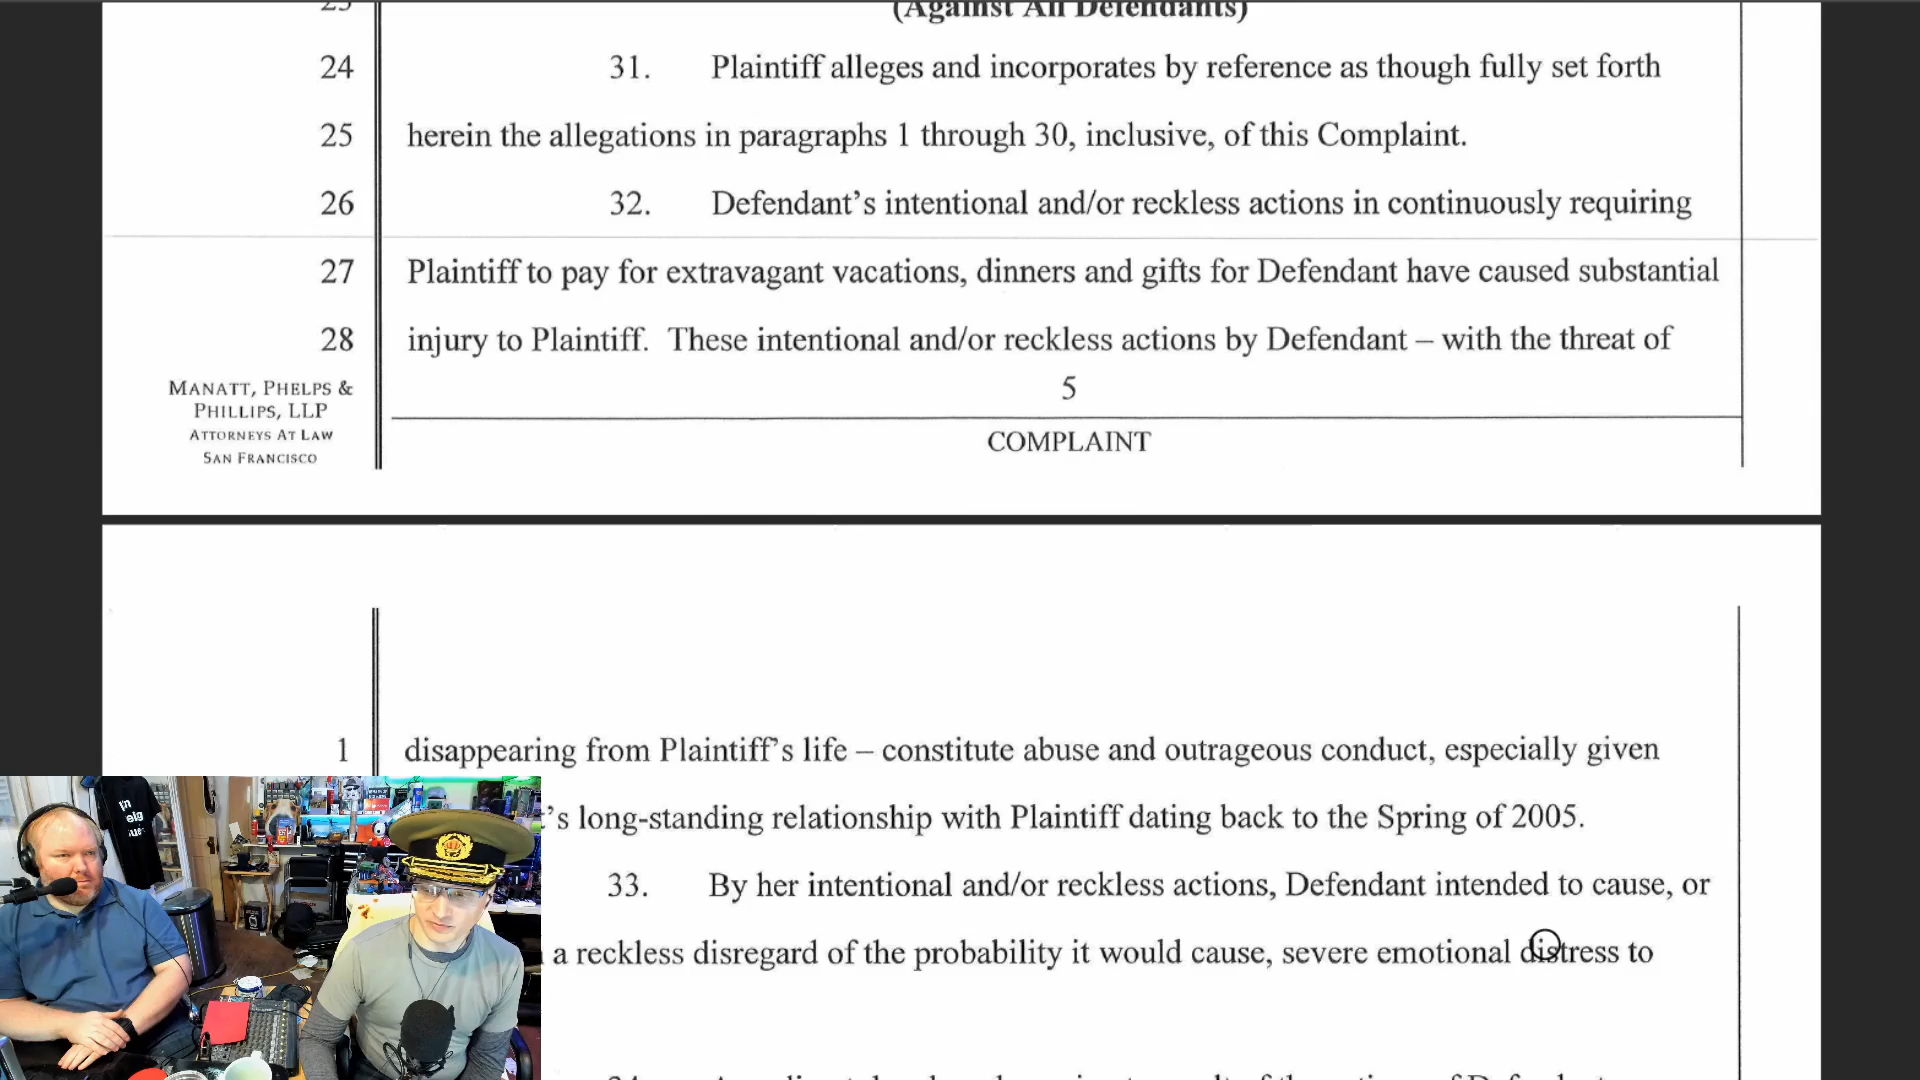 (Against All Defendants)
24 31. Plaintiff alleges and incorporates by reference as though fully set forth
25 herein the allegations in paragraphs 1 through 30, inclusive, of this Complaint.
26 32. Defendant’s intentional and/or reckless actions in continuously requiring
27 Plaintiff to pay for extravagant vacations, dinners and gifts for Defendant have caused substantial
28 injury to Plaintiff. These intentional and/or reckless actions by Defendant – with the threat of
MANATT, PHELPS &
PHILLIPS, LLP
ATTORNEYS AT LAW
SAN FRANCISCO
5
COMPLAINT
1 disappearing from Plaintiff’s life – constitute abuse and outrageous conduct, especially given
’s long-standing relationship with Plaintiff dating back to the Spring of 2005.
33. By her intentional and/or reckless actions, Defendant intended to cause, or
a reckless disregard of the probability it would cause, severe emotional distress to
I'm